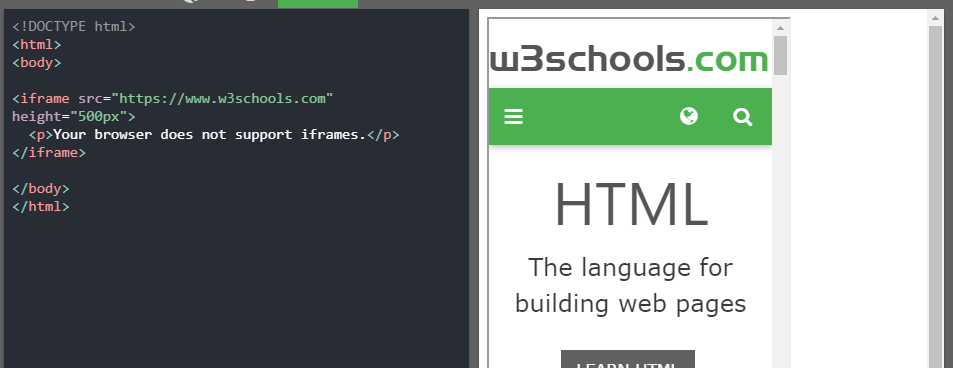 <!DOCTYPE html>
<html>
<body>
<iframe src="https://www.w3schools.com"
height="500px">
<p>Your browser does not support iframes.</p>
</iframe>
</body>
</html>
w3schools.com
HTML
The language for
building web pages
LEARN HTML